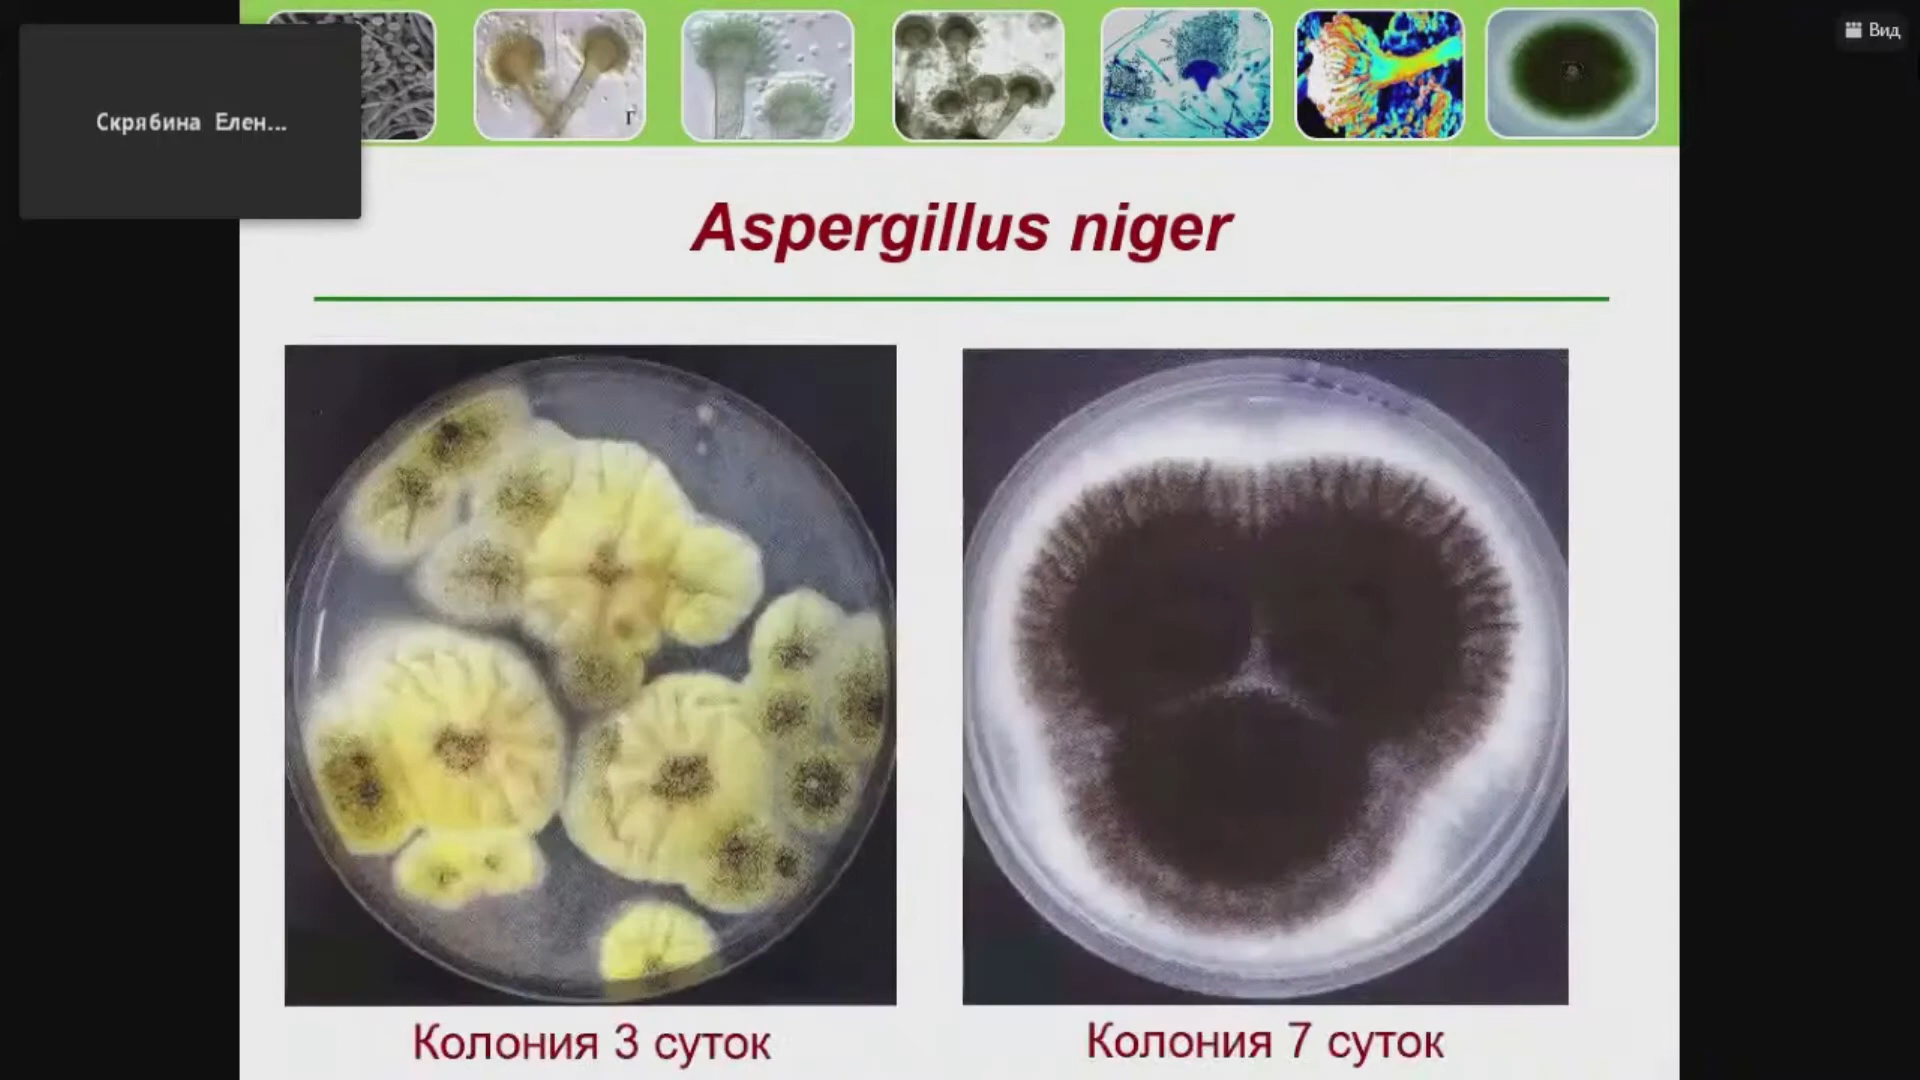 Вид
Скрябина Елен...
г
Aspergillus niger
Колония 3 суток
Колония 7 суток